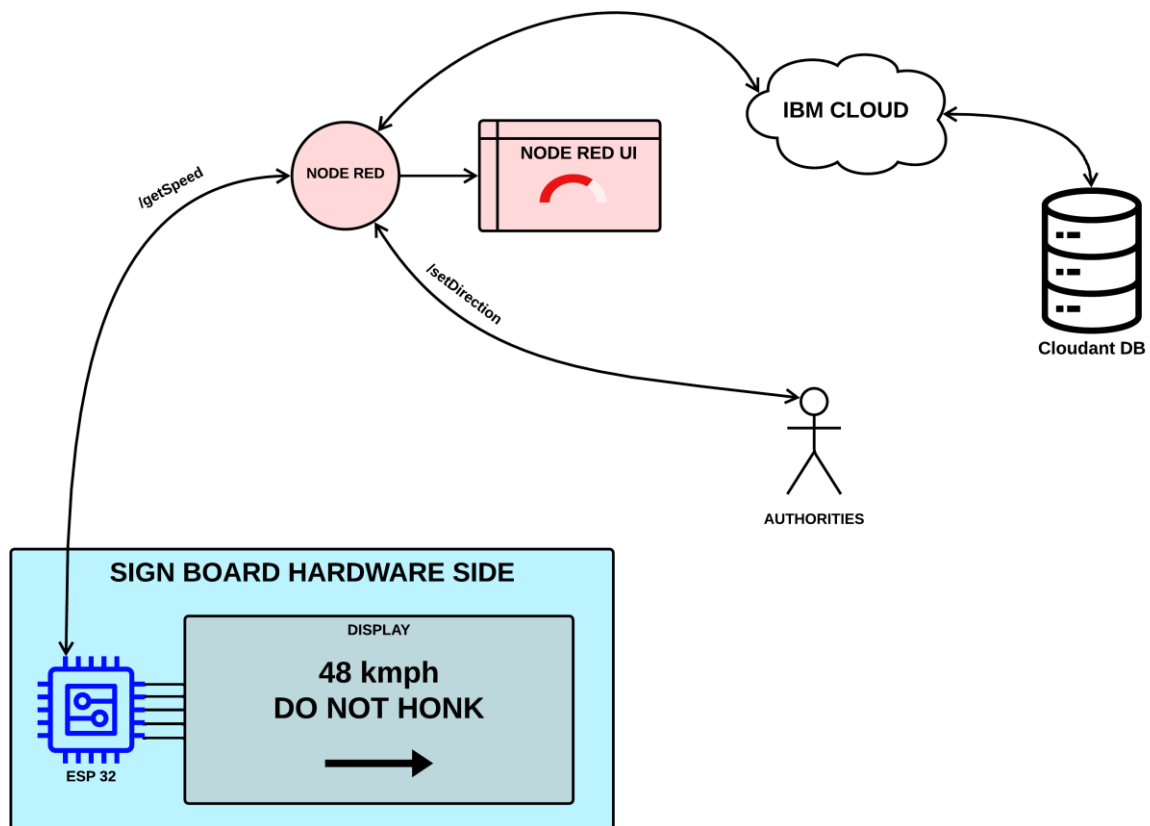 IBM CLOUD
NODE RED UI
NODE RED
/getSpeed
/setDirection
Cloudant DB
AUTHORITIES
SIGN BOARD HARDWARE SIDE
DISPLAY
48 kmph
DO NOT HONK
ESP 32